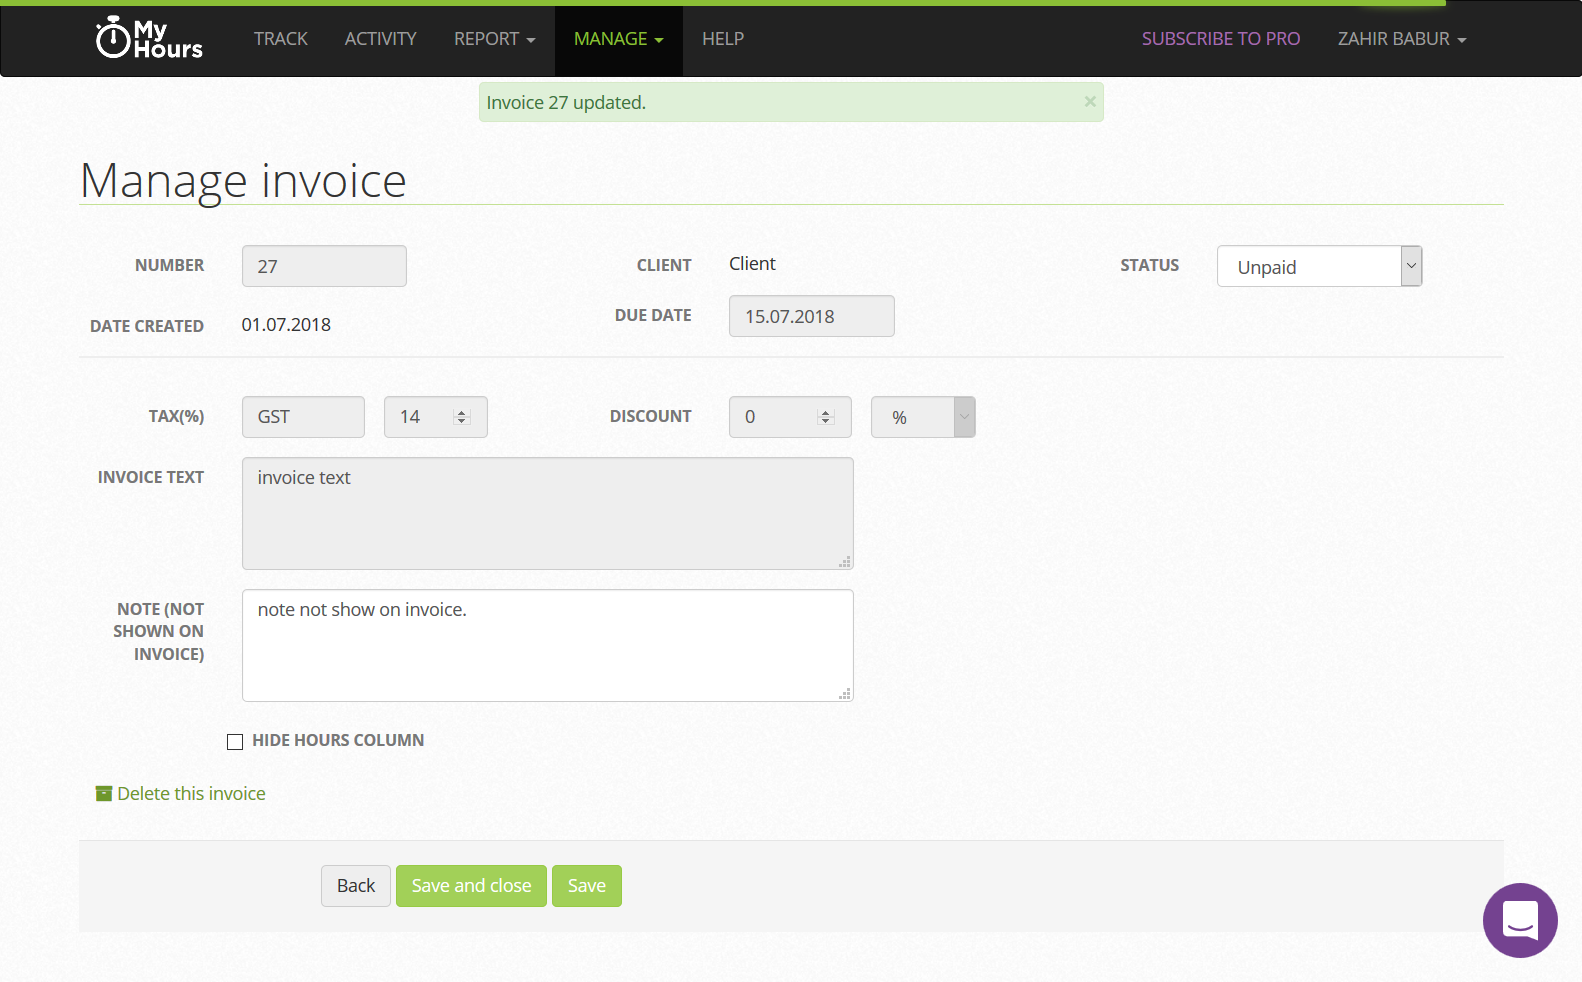 My Hours
TRACK
ACTIVITY
REPORT
MANAGE
HELP
SUBSCRIBE TO PRO
ZAHIR BABUR
Invoice 27 updated.
×
Manage invoice
NUMBER
27
CLIENT
Client
STATUS
Unpaid
DATE CREATED
01.07.2018
DUE DATE
15.07.2018
TAX(%)
GST
14
DISCOUNT
0
%
INVOICE TEXT
invoice text
NOTE (NOT
SHOWN ON
INVOICE)
note not show on invoice.
HIDE HOURS COLUMN
Delete this invoice
Back
Save and close
Save